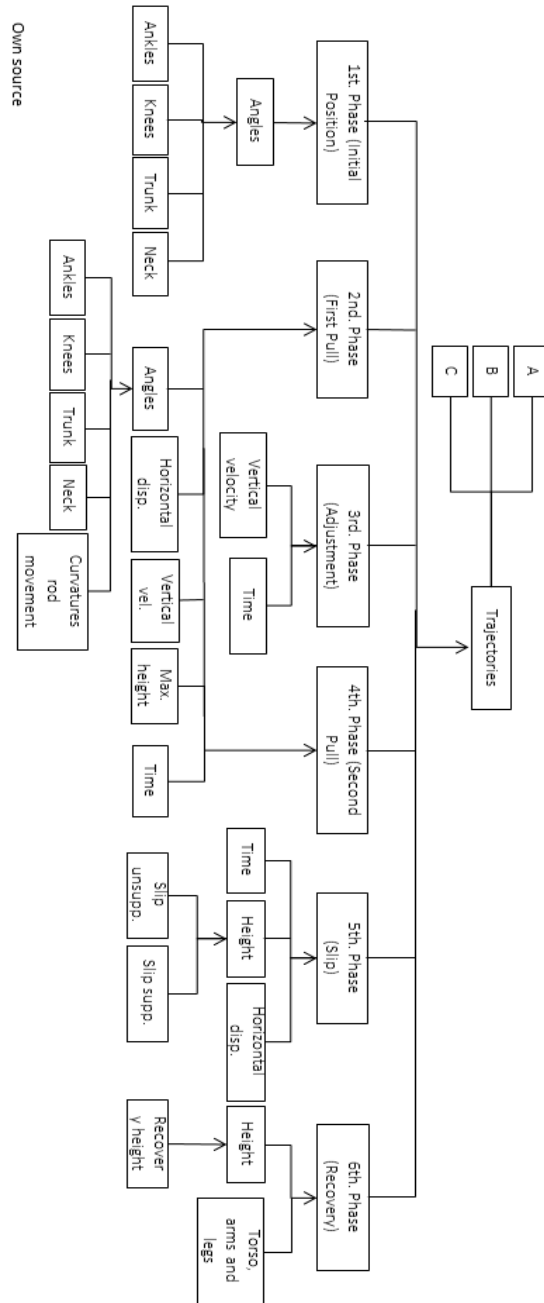 A
B
C
Trajectories
1st. Phase (Initial
Position)
2nd. Phase
(First Pull)
3rd. Phase
(Adjustment)
4th. Phase (Second
Pull)
5th. Phase
(Slip)
6th. Phase
(Recovery)
Angles
Vertical
velocity
Time
Time
Height
Horizontal
disp.
Height
Torso,
arms and
legs
Ankles
Knees
Trunk
Neck
Angles
Horizontal
disp.
Vertical
vel.
Max.
height
Time
Slip
unsupp.
Slip supp.
Recover
y height
Ankles
Knees
Trunk
Neck
Curvatures
rod
movement
Own source